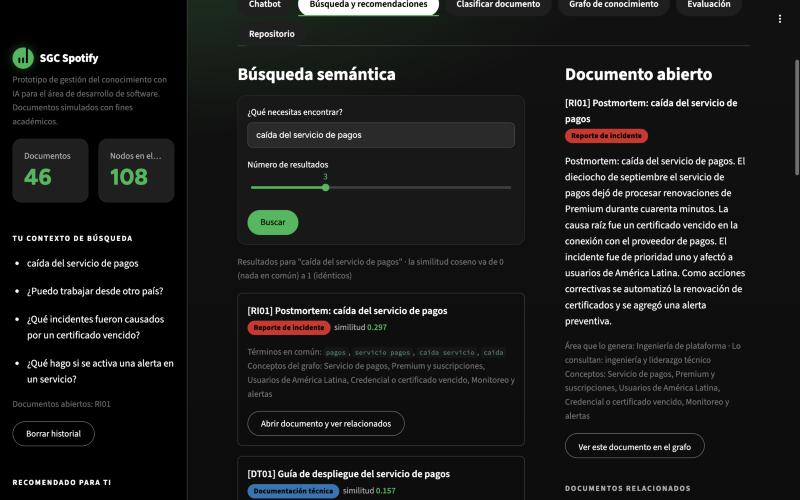 SGC Spotify
Prototipo de gestión del conocimiento con
IA para el área de desarrollo de software.
Documentos simulados con fines
académicos.
Documentos
46
Nodos en el...
108
TU CONTEXTO DE BÚSQUEDA
caída del servicio de pagos
¿Puedo trabajar desde otro país?
¿Qué incidentes fueron causados
por un certificado vencido?
¿Qué hago si se activa una alerta en
un servicio?
Documentos abiertos: RI01
Borrar historial
RECOMENDADO PARA TI
Chatbot
Búsqueda y recomendaciones
Clasificar documento
Grafo de conocimiento
Evaluación
Repositorio
Búsqueda semántica
¿Qué necesitas encontrar?
caída del servicio de pagos
Número de resultados
3
Buscar
Resultados para "caída del servicio de pagos" · la similitud coseno va de 0
(nada en común) a 1 (idénticos)
[RI01] Postmortem: caída del servicio de pagos
Reporte de incidente similitud 0.297
Términos en común: pagos , servicio pagos , caida servicio , caida
Conceptos del grafo: Servicio de pagos, Premium y suscripciones,
Usuarios de América Latina, Credencial o certificado vencido, Monitoreo y
alertas
Abrir documento y ver relacionados
[DT01] Guía de despliegue del servicio de pagos
Documentación técnica similitud 0.157
Documento abierto
[RI01] Postmortem: caída del servicio de
pagos
Reporte de incidente
Postmortem: caída del servicio de pagos. El
dieciocho de septiembre el servicio de
pagos dejó de procesar renovaciones de
Premium durante cuarenta minutos. La
causa raíz fue un certificado vencido en la
conexión con el proveedor de pagos. El
incidente fue de prioridad uno y afectó a
usuarios de América Latina. Como acciones
correctivas se automatizó la renovación de
certificados y se agregó una alerta
preventiva.
Área que lo genera: Ingeniería de plataforma · Lo
consultan: ingeniería y liderazgo técnico
Conceptos: Servicio de pagos, Premium y
suscripciones, Usuarios de América Latina,
Credencial o certificado vencido, Monitoreo y
alertas
Ver este documento en el grafo
DOCUMENTOS RELACIONADOS